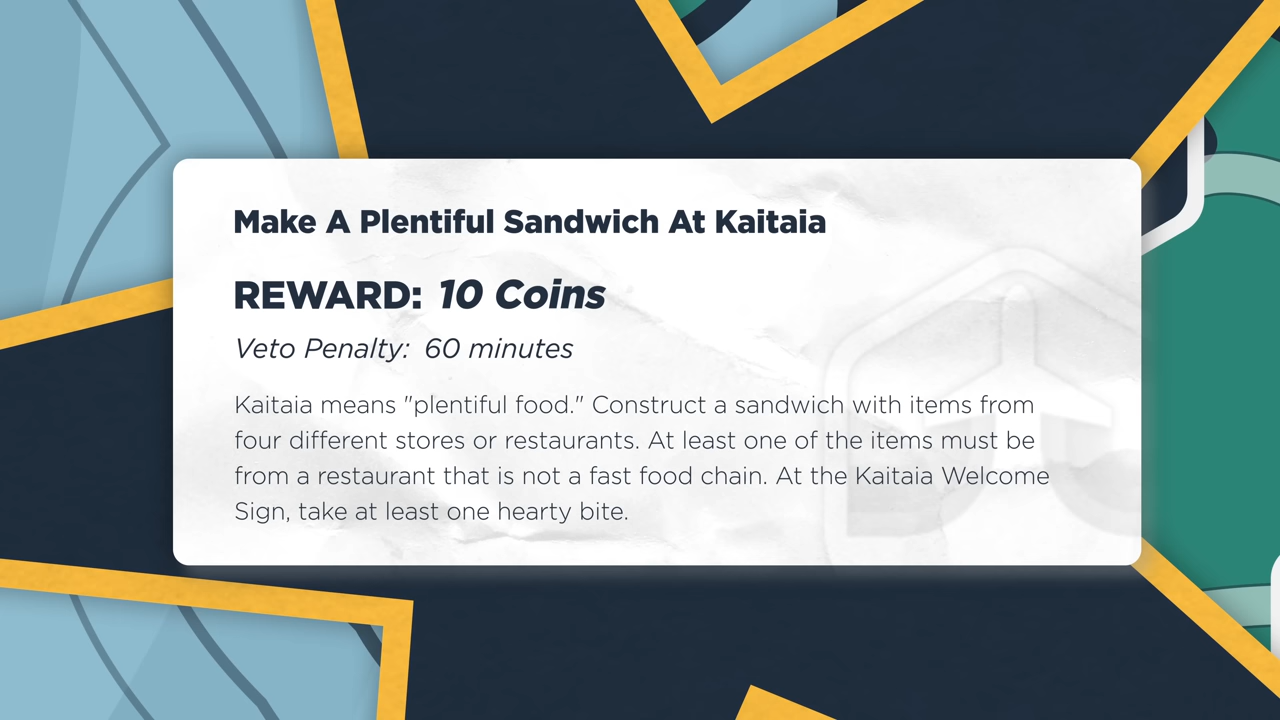 Make A Plentiful Sandwich At Kaitaia
REWARD: 10 Coins
Veto Penalty: 60 minutes
Kaitaia means "plentiful food." Construct a sandwich with items from
four different stores or restaurants. At least one of the items must be
from a restaurant that is not a fast food chain. At the Kaitaia Welcome
Sign, take at least one hearty bite.